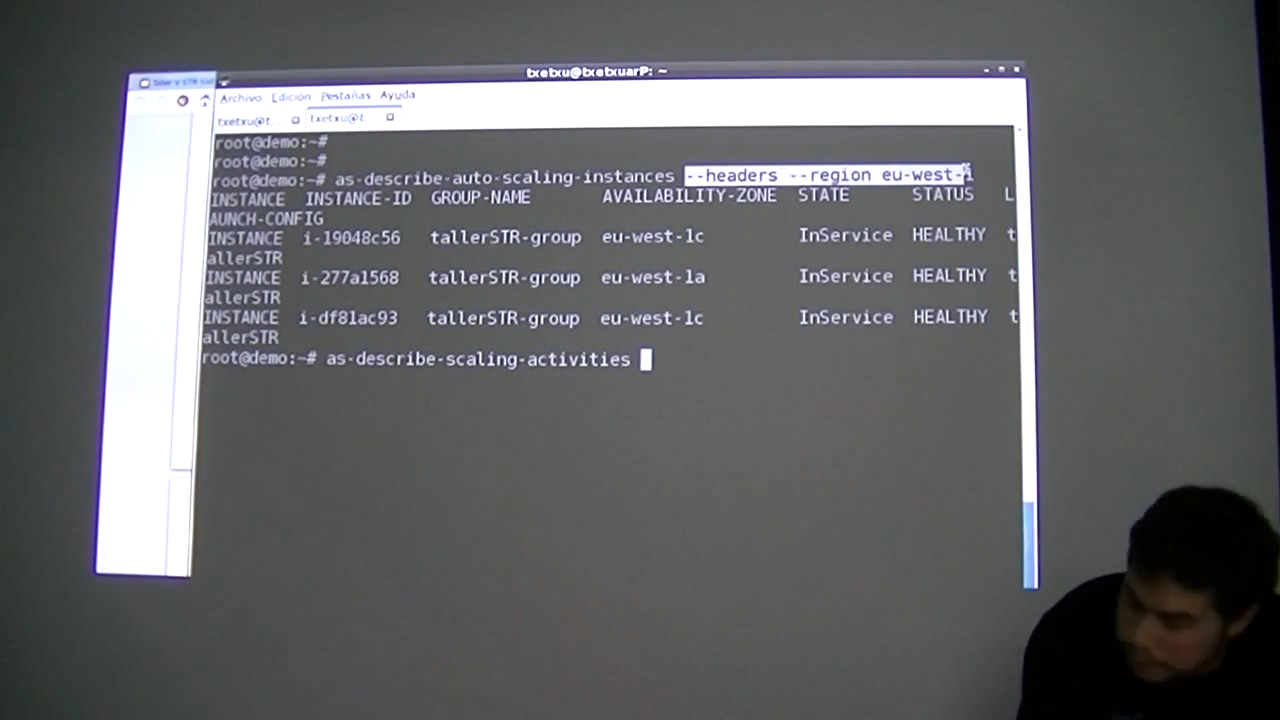 txetxu@txetxuarP: ~
Archivo Edición Pestañas Ayuda
txetxu@t... txetxu@t...
root@demo:~#
root@demo:~#
root@demo:~# as-describe-auto-scaling-instances --headers --region eu-west-1
INSTANCE INSTANCE-ID GROUP-NAME AVAILABILITY-ZONE STATE STATUS L
AUNCH-CONFIG
INSTANCE i-19048c56 tallerSTR-group eu-west-1c InService HEALTHY t
allerSTR
INSTANCE i-277a1568 tallerSTR-group eu-west-1a InService HEALTHY t
allerSTR
INSTANCE i-df81ac93 tallerSTR-group eu-west-1c InService HEALTHY t
allerSTR
root@demo:~# as-describe-scaling-activities